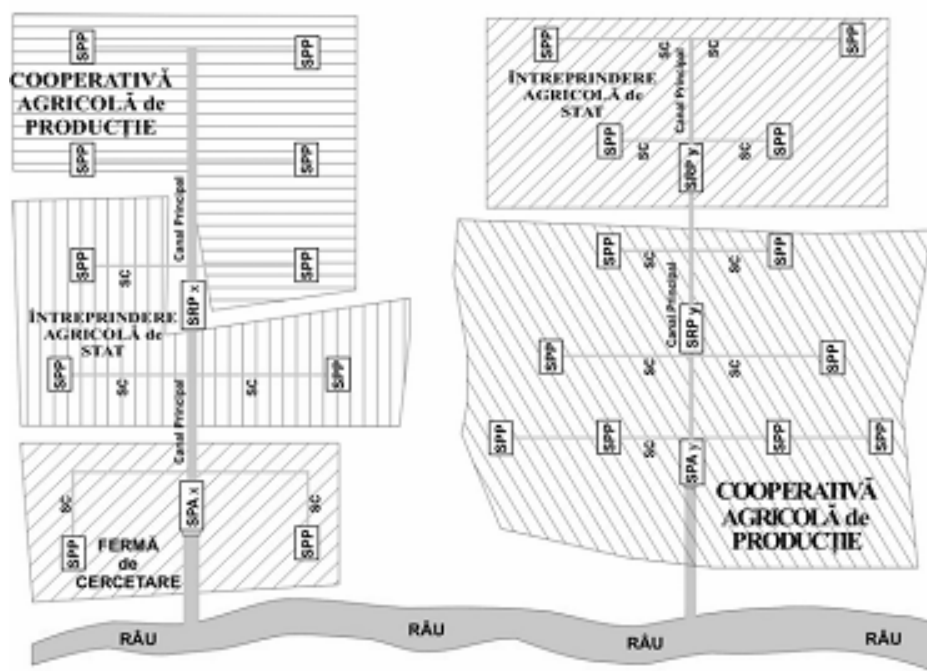 SPP
SPP
COOPERATIVĂ
AGRICOLĂ de
PRODUCȚIE
SPP
SPP
Canal Principal
SPP
SC
SPP
SRP x
ÎNTREPRINDERE
AGRICOLĂ de
STAT
SPP
SC
SC
SPP
Canal Principal
SC
SPA x
SC
SPP
SPP
FERMĂ
de
CERCETARE
SPP
SC
SC
SPP
ÎNTREPRINDERE
AGRICOLĂ de
STAT
Canal Principal
SPP
SC
SC
SPP
SRP y
SPP
SC
SC
SPP
Canal Principal
SRP y
SPP
SC
SC
SPP
SPP
SPP
SC
SPP
SPP
SPA y
COOPERATIVĂ
AGRICOLĂ de
PRODUCȚIE
RÂU
RÂU
RÂU
RÂU